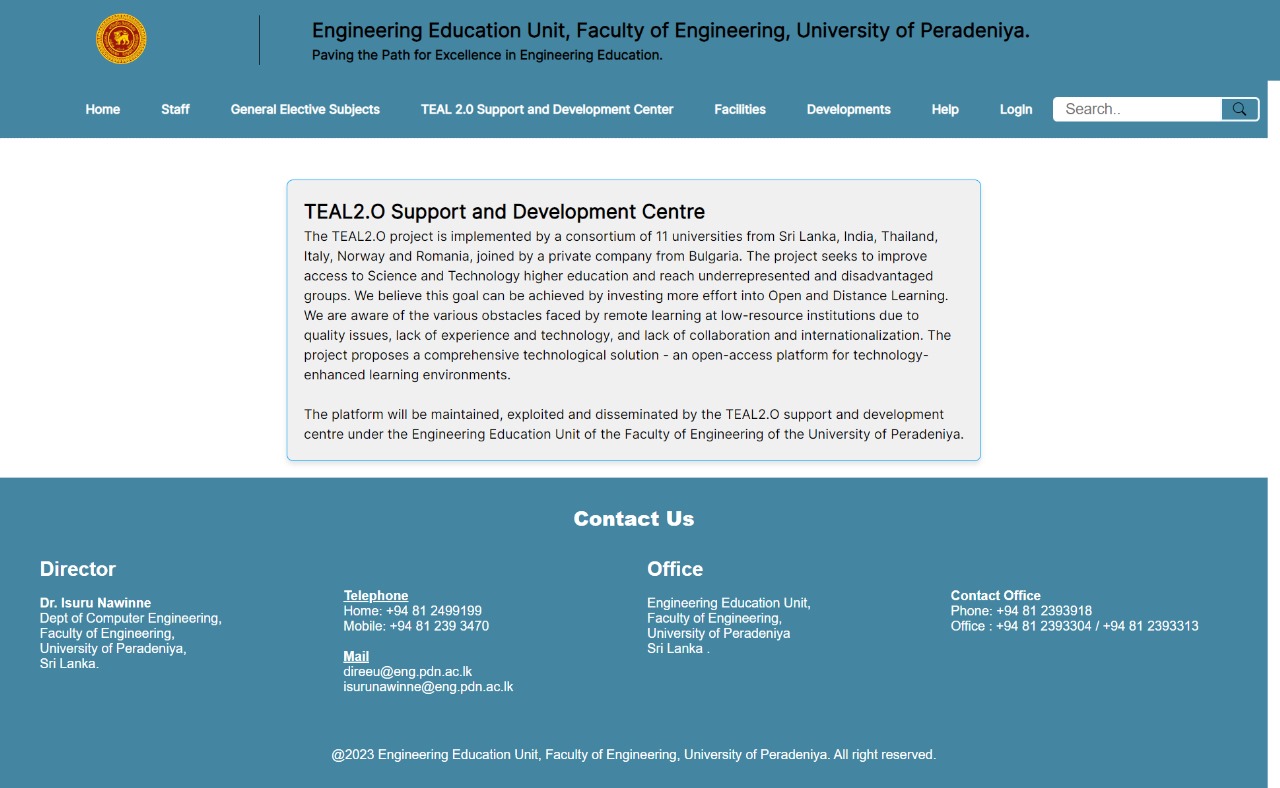 Engineering Education Unit, Faculty of Engineering, University of Peradeniya.
Paving the Path for Excellence in Engineering Education.
Home Staff General Elective Subjects TEAL 2.0 Support and Development Center Facilities Developments Help LogIn Search..
TEAL2.O Support and Development Centre
The TEAL2.O project is implemented by a consortium of 11 universities from Sri Lanka, India, Thailand,
Italy, Norway and Romania, joined by a private company from Bulgaria. The project seeks to improve
access to Science and Technology higher education and reach underrepresented and disadvantaged
groups. We believe this goal can be achieved by investing more effort into Open and Distance Learning.
We are aware of the various obstacles faced by remote learning at low-resource institutions due to
quality issues, lack of experience and technology, and lack of collaboration and internationalization. The
project proposes a comprehensive technological solution - an open-access platform for technology-
enhanced learning environments.
The platform will be maintained, exploited and disseminated by the TEAL2.O support and development
centre under the Engineering Education Unit of the Faculty of Engineering of the University of Peradeniya.
Contact Us
Director
Dr. Isuru Nawinne
Dept of Computer Engineering,
Faculty of Engineering,
University of Peradeniya,
Sri Lanka.
Telephone
Home: +94 81 2499199
Mobile: +94 81 239 3470
Mail
direeu@eng.pdn.ac.lk
isurunawinne@eng.pdn.ac.lk
Office
Engineering Education Unit,
Faculty of Engineering,
University of Peradeniya
Sri Lanka .
Contact Office
Phone: +94 81 2393918
Office : +94 81 2393304 / +94 81 2393313
@2023 Engineering Education Unit, Faculty of Engineering, University of Peradeniya. All right reserved.